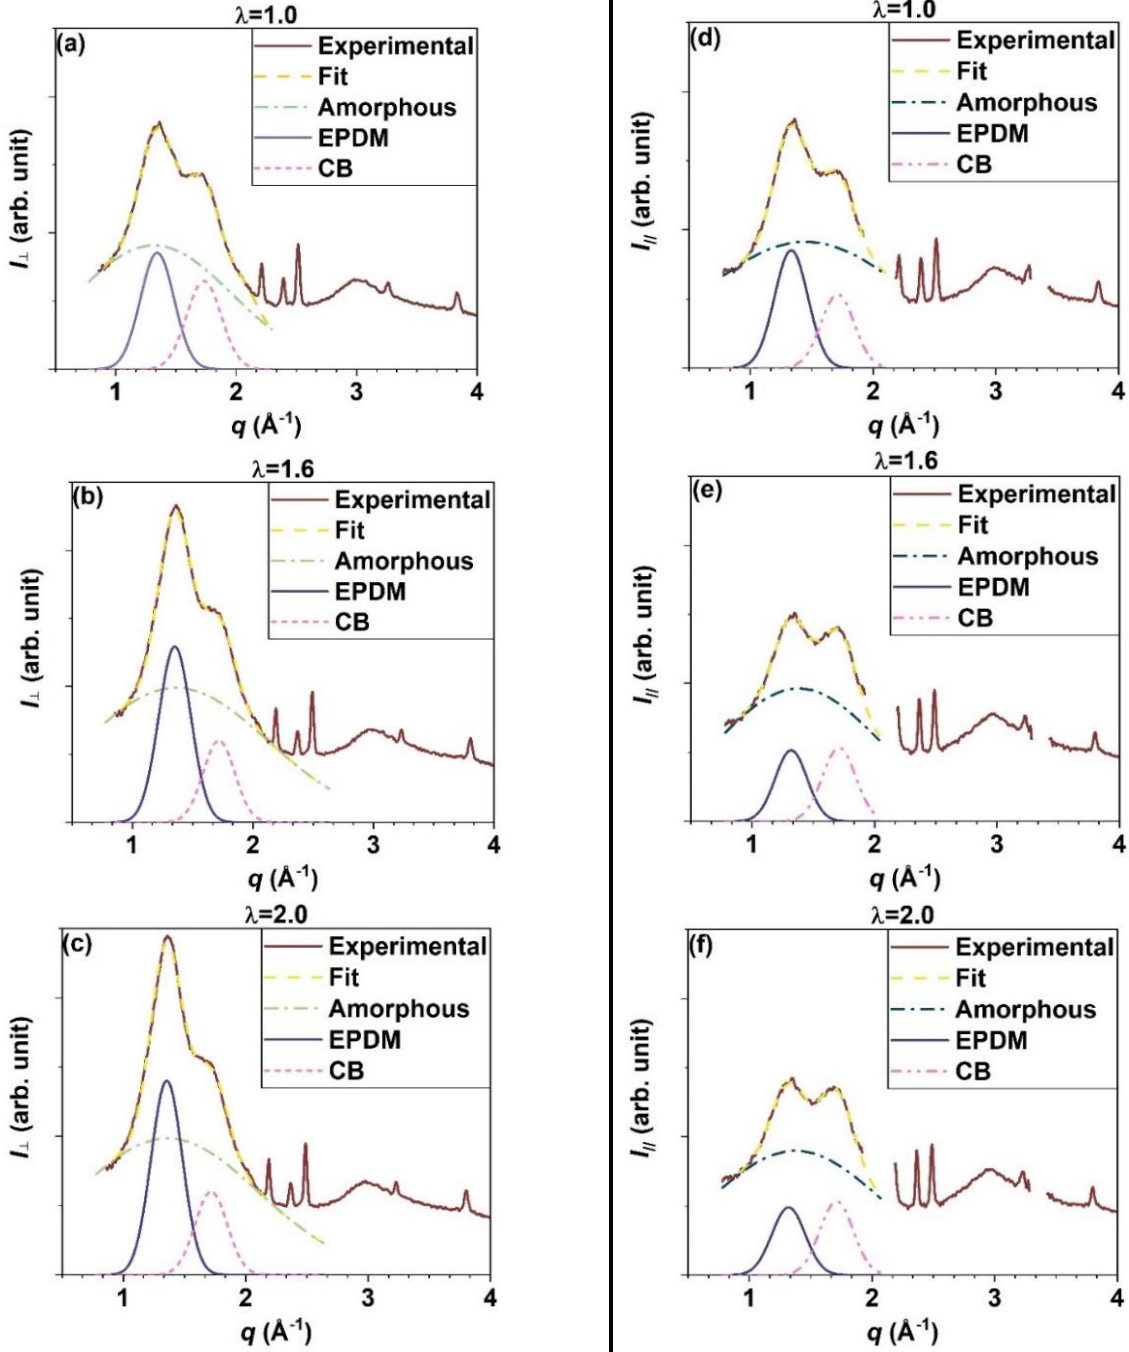 λ=1.0
(a)
Experimental
Fit
Amorphous
EPDM
CB
I⊥ (arb. unit)
1 2 3 4
q (Å-1)
λ=1.6
(b)
Experimental
Fit
Amorphous
EPDM
CB
I⊥ (arb. unit)
1 2 3 4
q (Å-1)
λ=2.0
(c)
Experimental
Fit
Amorphous
EPDM
CB
I⊥ (arb. unit)
1 2 3 4
q (Å-1)
λ=1.0
(d)
Experimental
Fit
Amorphous
EPDM
CB
I// (arb. unit)
1 2 3 4
q (Å-1)
λ=1.6
(e)
Experimental
Fit
Amorphous
EPDM
CB
I// (arb. unit)
1 2 3 4
q (Å-1)
λ=2.0
(f)
Experimental
Fit
Amorphous
EPDM
CB
I// (arb. unit)
1 2 3 4
q (Å-1)